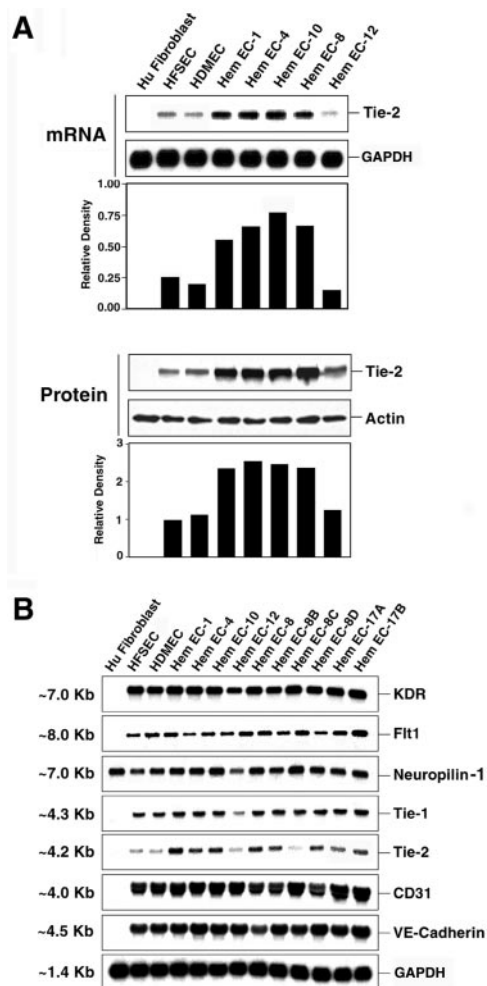 A
Hu Fibroblast
HFSEC
HDMEC
Hem EC-1
Hem EC-4
Hem EC-10
Hem EC-8
Hem EC-12
mRNA
Tie-2
GAPDH
Relative Density
1.00
0.75
0.50
0.25
0.00
Protein
Tie-2
Actin
Relative Density
3
2
1
0
B
Hu Fibroblast
HFSEC
HDMEC
Hem EC-1
Hem EC-4
Hem EC-10
Hem EC-12
Hem EC-8
Hem EC-8B
Hem EC-8C
Hem EC-8D
Hem EC-17A
Hem EC-17B
~7.0 Kb KDR
~8.0 Kb Flt1
~7.0 Kb Neuropilin-1
~4.3 Kb Tie-1
~4.2 Kb Tie-2
~4.0 Kb CD31
~4.5 Kb VE-Cadherin
~1.4 Kb GAPDH